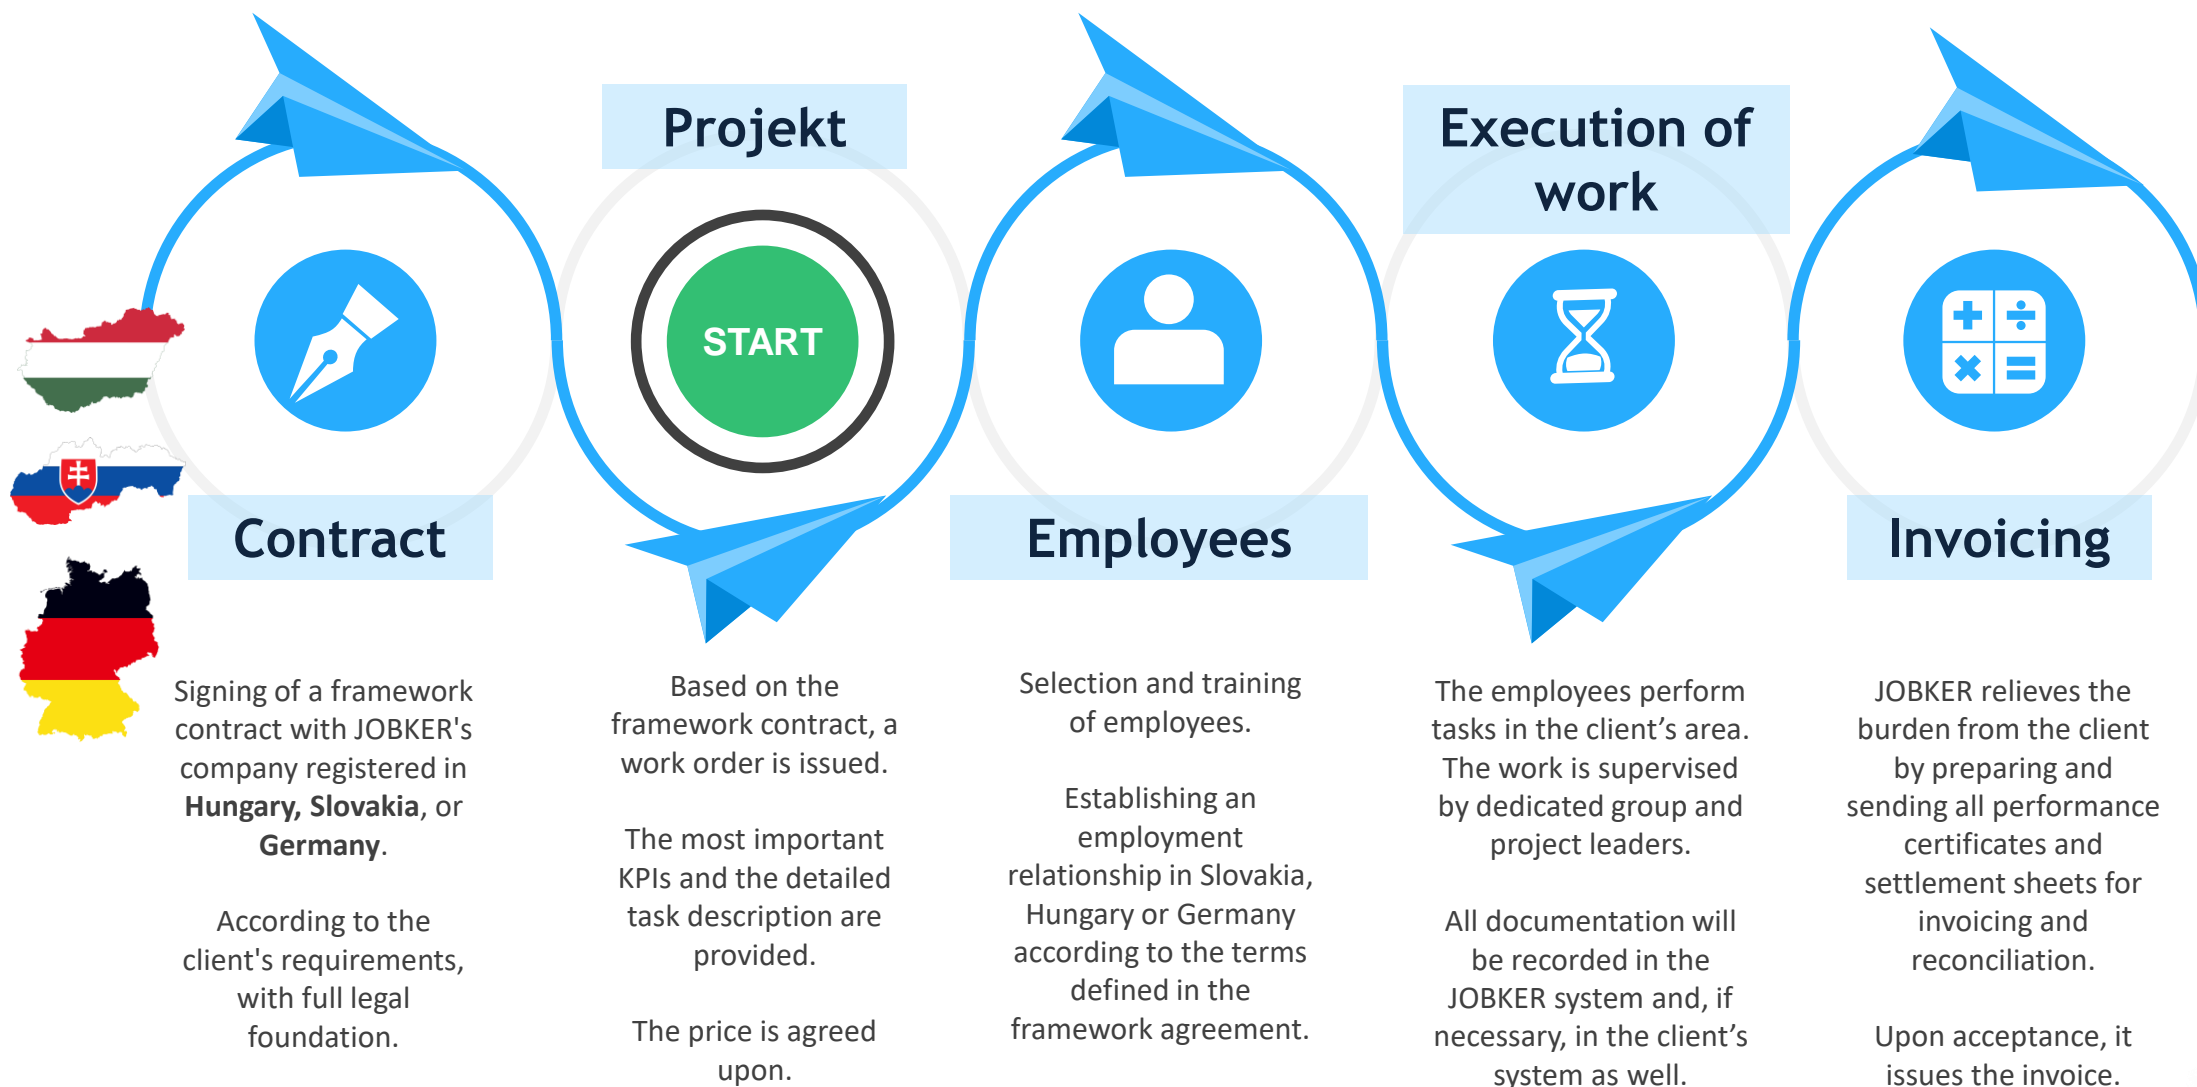 Contract
Signing of a framework
contract with JOBKER's
company registered in
Hungary, Slovakia, or
Germany.
According to the
client's requirements,
with full legal
foundation.
Projekt
START
Based on the
framework contract, a
work order is issued.
The most important
KPIs and the detailed
task description are
provided.
The price is agreed
upon.
Employees
Selection and training
of employees.
Establishing an
employment
relationship in Slovakia,
Hungary or Germany
according to the terms
defined in the
framework agreement.
Execution of
work
The employees perform
tasks in the client’s area.
The work is supervised
by dedicated group and
project leaders.
All documentation will
be recorded in the
JOBKER system and, if
necessary, in the client’s
system as well.
Invoicing
JOBKER relieves the
burden from the client
by preparing and
sending all performance
certificates and
settlement sheets for
invoicing and
reconciliation.
Upon acceptance, it
issues the invoice.